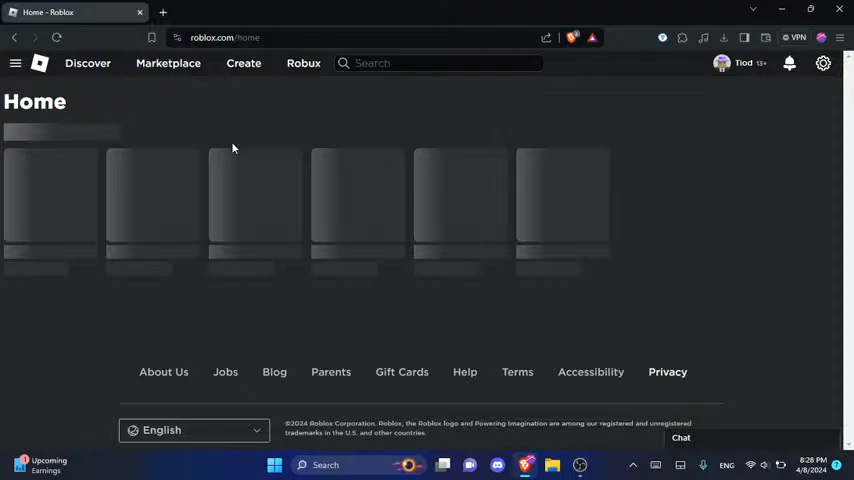 Home - Roblox
roblox.com/home
VPN
Discover
Marketplace
Create
Robux
Search
Tiod 13+
Home
About Us
Jobs
Blog
Parents
Gift Cards
Help
Terms
Accessibility
Privacy
English
©2024 Roblox Corporation. Roblox, the Roblox logo and Powering Imagination are among our registered and unregistered
trademarks in the U.S. and other countries.
Chat
1
Upcoming
Earnings
Search
ENG
8:28 PM
4/8/2024